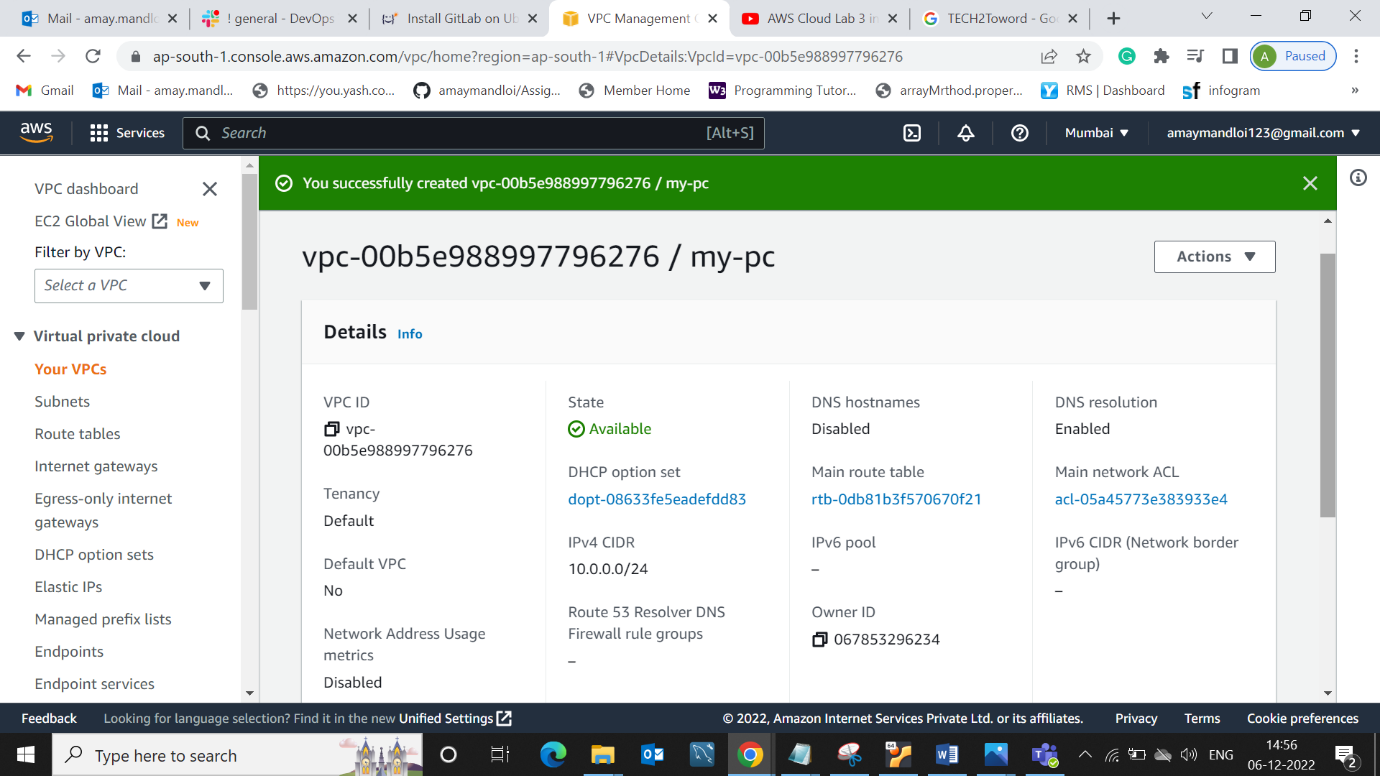 Mail - amay.mandlo
! general - DevOps
Install GitLab on Ub
VPC Management C
AWS Cloud Lab 3 in
TECH2Toword - Goo
ap-south-1.console.aws.amazon.com/vpc/home?region=ap-south-1#VpcDetails:VpcId=vpc-00b5e988997796276
A Paused
Gmail
Mail - amay.mandl...
https://you.yash.co...
amaymandloi/Assig...
Member Home
Programming Tutor...
arrayMrthod.proper...
RMS | Dashboard
infogram
»
aws
Services
Search
[Alt+S]
Mumbai
amaymandloi123@gmail.com
VPC dashboard
EC2 Global View New
Filter by VPC:
Select a VPC
Virtual private cloud
Your VPCs
Subnets
Route tables
Internet gateways
Egress-only internet
gateways
DHCP option sets
Elastic IPs
Managed prefix lists
Endpoints
Endpoint services
You successfully created vpc-00b5e988997796276 / my-pc
vpc-00b5e988997796276 / my-pc
Actions
Details Info
VPC ID
vpc-
00b5e988997796276
Tenancy
Default
Default VPC
No
Network Address Usage
metrics
Disabled
State
Available
DHCP option set
dopt-08633fe5eadefdd83
IPv4 CIDR
10.0.0.0/24
Route 53 Resolver DNS
Firewall rule groups
–
DNS hostnames
Disabled
Main route table
rtb-0db81b3f570670f21
IPv6 pool
–
Owner ID
067853296234
DNS resolution
Enabled
Main network ACL
acl-05a45773e383933e4
IPv6 CIDR (Network border
group)
–
Feedback
Looking for language selection? Find it in the new Unified Settings
© 2022, Amazon Internet Services Private Ltd. or its affiliates.
Privacy
Terms
Cookie preferences
Type here to search
ENG
14:56
06-12-2022
2